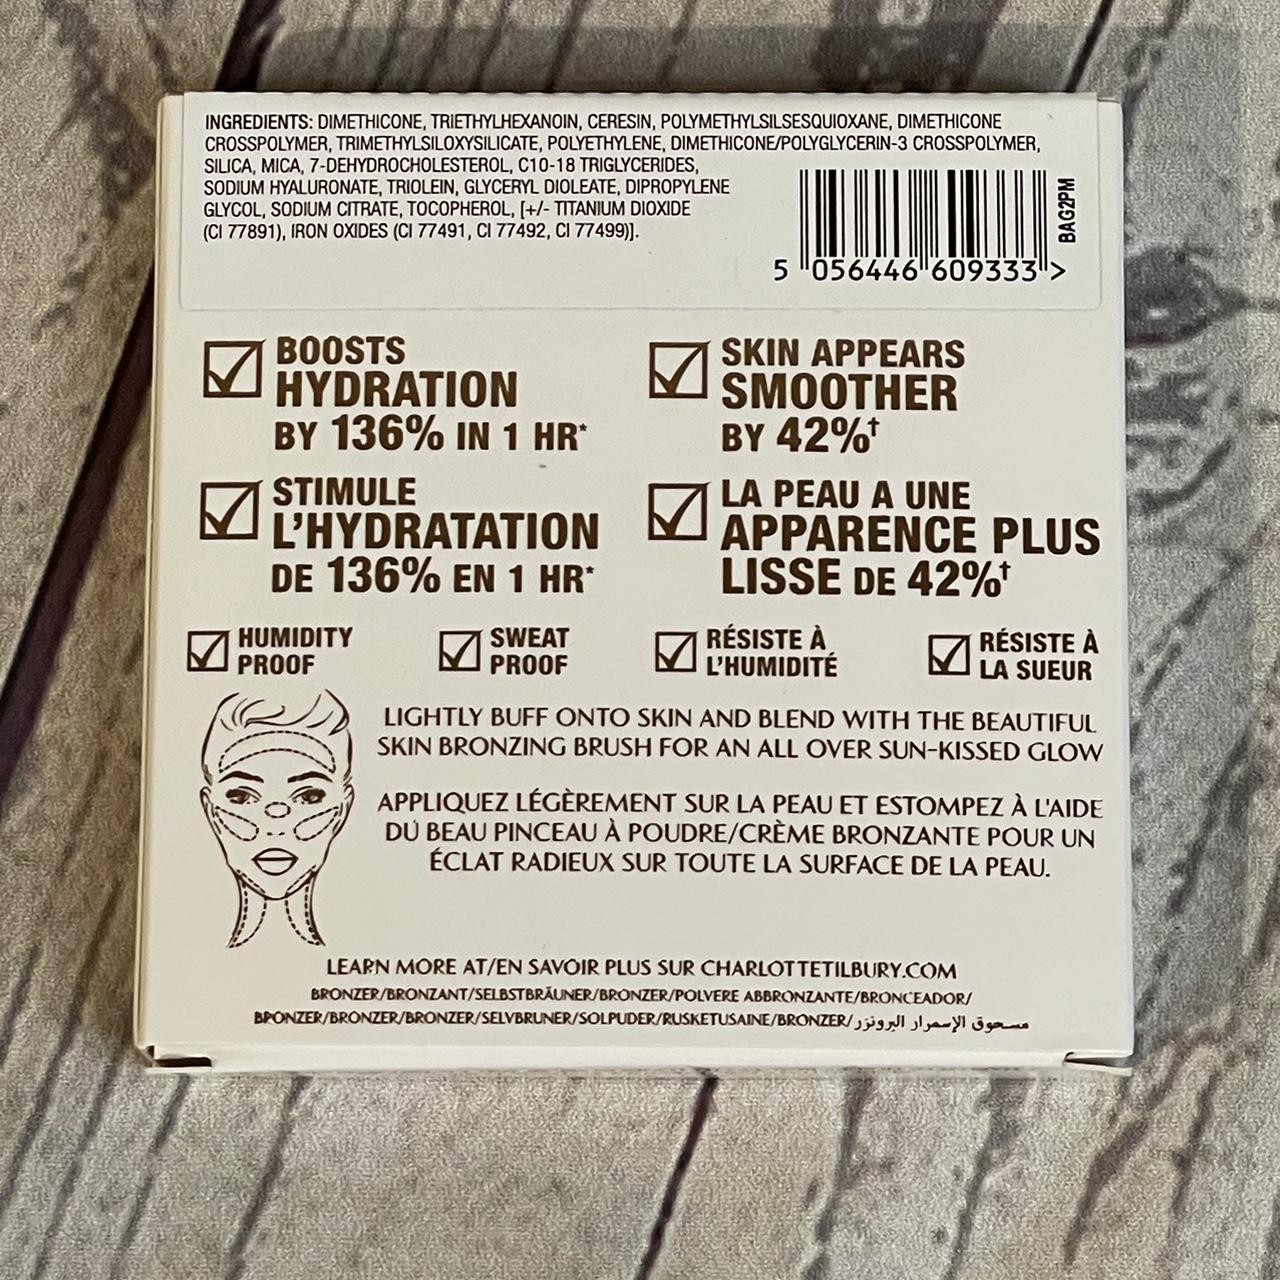 INGREDIENTS: DIMETHICONE, TRIETHYLHEXANOIN, CERESIN, POLYMETHYLSILSESQUIOXANE, DIMETHICONE
CROSSPOLYMER, TRIMETHYLSILOXYSILICATE, POLYETHYLENE, DIMETHICONE/POLYGLYCERIN-3 CROSSPOLYMER,
SILICA, MICA, 7-DEHYDROCHOLESTEROL, C10-18 TRIGLYCERIDES,
SODIUM HYALURONATE, TRIOLEIN, GLYCERYL DIOLEATE, DIPROPYLENE
GLYCOL, SODIUM CITRATE, TOCOPHEROL, [+/- TITANIUM DIOXIDE
(CI 77891), IRON OXIDES (CI 77491, CI 77492, CI 77499)].
BAG2PM
5 056446 609333 >
BOOSTS
HYDRATION
BY 136% IN 1 HR*
SKIN APPEARS
SMOOTHER
BY 42%†
STIMULE
L'HYDRATATION
DE 136% EN 1 HR*
LA PEAU A UNE
APPARENCE PLUS
LISSE DE 42%†
HUMIDITY
PROOF
SWEAT
PROOF
RÉSISTE À
L'HUMIDITÉ
RÉSISTE À
LA SUEUR
LIGHTLY BUFF ONTO SKIN AND BLEND WITH THE BEAUTIFUL
SKIN BRONZING BRUSH FOR AN ALL OVER SUN-KISSED GLOW
APPLIQUEZ LÉGÈREMENT SUR LA PEAU ET ESTOMPEZ À L'AIDE
DU BEAU PINCEAU À POUDRE/CRÈME BRONZANTE POUR UN
ÉCLAT RADIEUX SUR TOUTE LA SURFACE DE LA PEAU.
LEARN MORE AT/EN SAVOIR PLUS SUR CHARLOTTETILBURY.COM
BRONZER/BRONZANT/SELBSTBRÄUNER/BRONZER/POLVERE ABBRONZANTE/BRONCEADOR/
BRONZER/BRONZER/BRONZER/SELVBRUNER/SOLPUDER/RUSKETUSAINE/BRONZER/مسحوق الإسمرار البرونزر